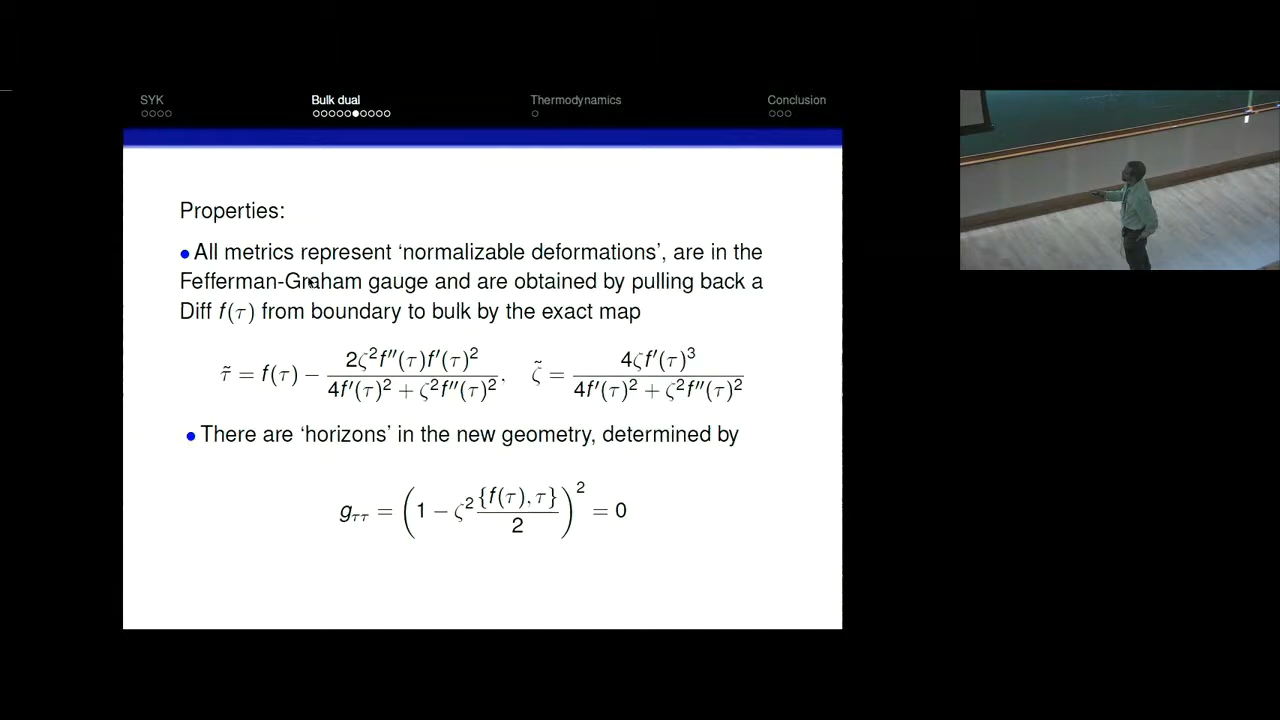 SYK Bulk dual Thermodynamics Conclusion
Properties:
• All metrics represent ‘normalizable deformations’, are in the
Fefferman-Graham gauge and are obtained by pulling back a
Diff f(τ) from boundary to bulk by the exact map
τ̃ = f(τ) − 2ζ²f′′(τ)f′(τ)² / 4f′(τ)² + ζ²f′′(τ)², ζ̃ = 4ζf′(τ)³ / 4f′(τ)² + ζ²f′′(τ)²
• There are ‘horizons’ in the new geometry, determined by
g_ττ = (1 − ζ² {f(τ), τ} / 2)² = 0